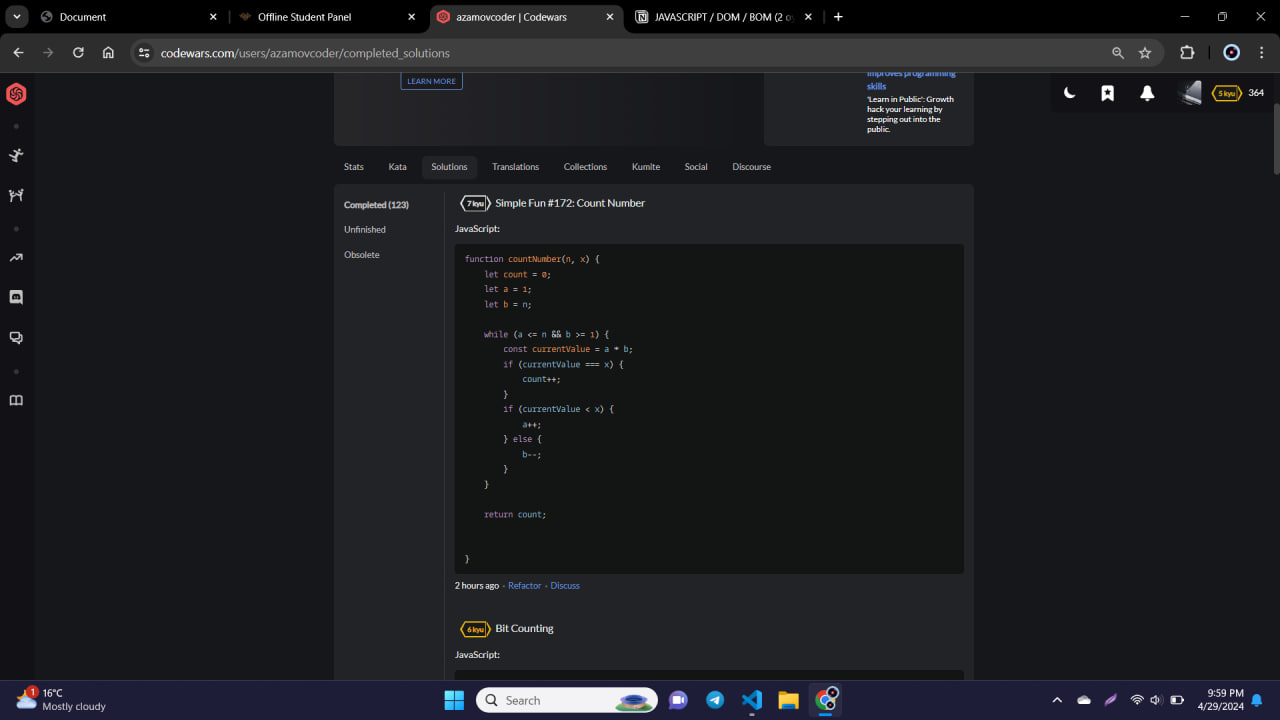 Document
Offline Student Panel
azamovcoder | Codewars
JAVASCRIPT / DOM / BOM (2 o
codewars.com/users/azamovcoder/completed_solutions
LEARN MORE
improves programming
skills
'Learn in Public': Growth
hack your learning by
stepping out into the
public.
5 kyu
364
Stats
Kata
Solutions
Translations
Collections
Kumite
Social
Discourse
Completed (123)
Unfinished
Obsolete
7 kyu
Simple Fun #172: Count Number
JavaScript:
function countNumber(n, x) {
let count = 0;
let a = 1;
let b = n;
while (a <= n && b >= 1) {
const currentValue = a * b;
if (currentValue === x) {
count++;
}
if (currentValue < x) {
a++;
} else {
b--;
}
}
return count;
}
2 hours ago · Refactor · Discuss
6 kyu
Bit Counting
JavaScript:
1
16°C
Mostly cloudy
Search
9:59 PM
4/29/2024